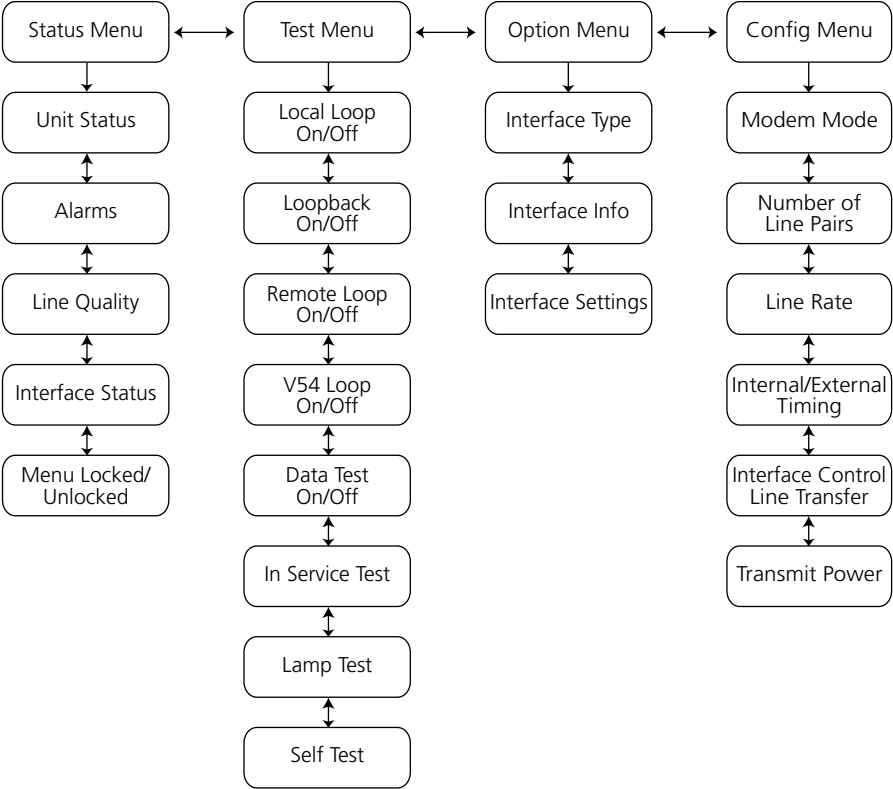 Status Menu
Test Menu
Option Menu
Config Menu
Unit Status
Alarms
Line Quality
Interface Status
Menu Locked/
Unlocked
Local Loop
On/Off
Loopback
On/Off
Remote Loop
On/Off
V54 Loop
On/Off
Data Test
On/Off
In Service Test
Lamp Test
Self Test
Interface Type
Interface Info
Interface Settings
Modem Mode
Number of
Line Pairs
Line Rate
Internal/External
Timing
Interface Control
Line Transfer
Transmit Power